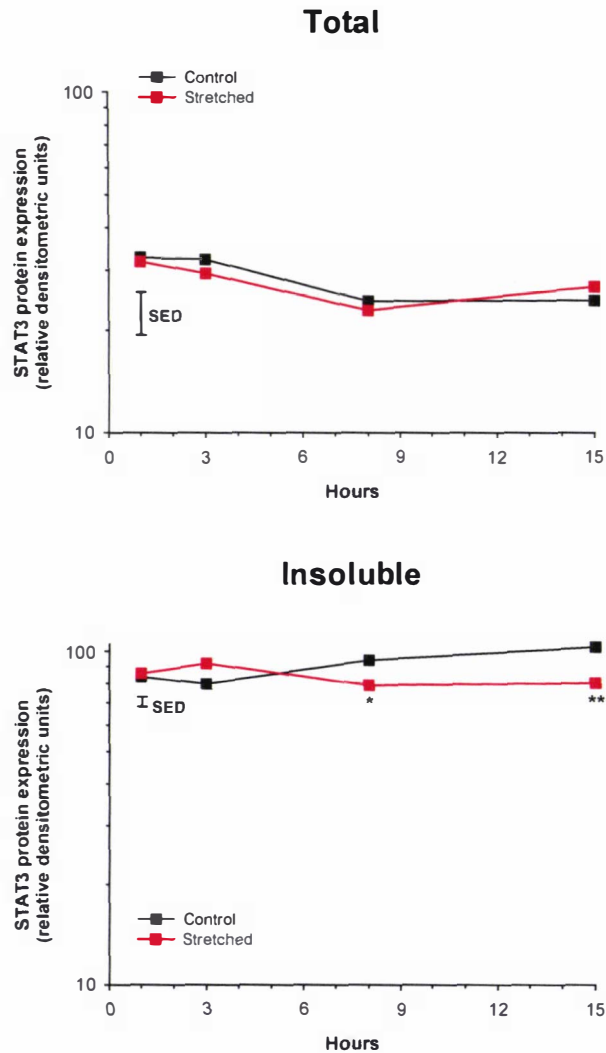 Total
Control
Stretched
100
STAT3 protein expression
(relative densitometric units)
SED
10
0 3 6 9 12 15
Hours
Insoluble
100
STAT3 protein expression
(relative densitometric units)
SED
* **
Control
Stretched
10
0 3 6 9 12 15
Hours